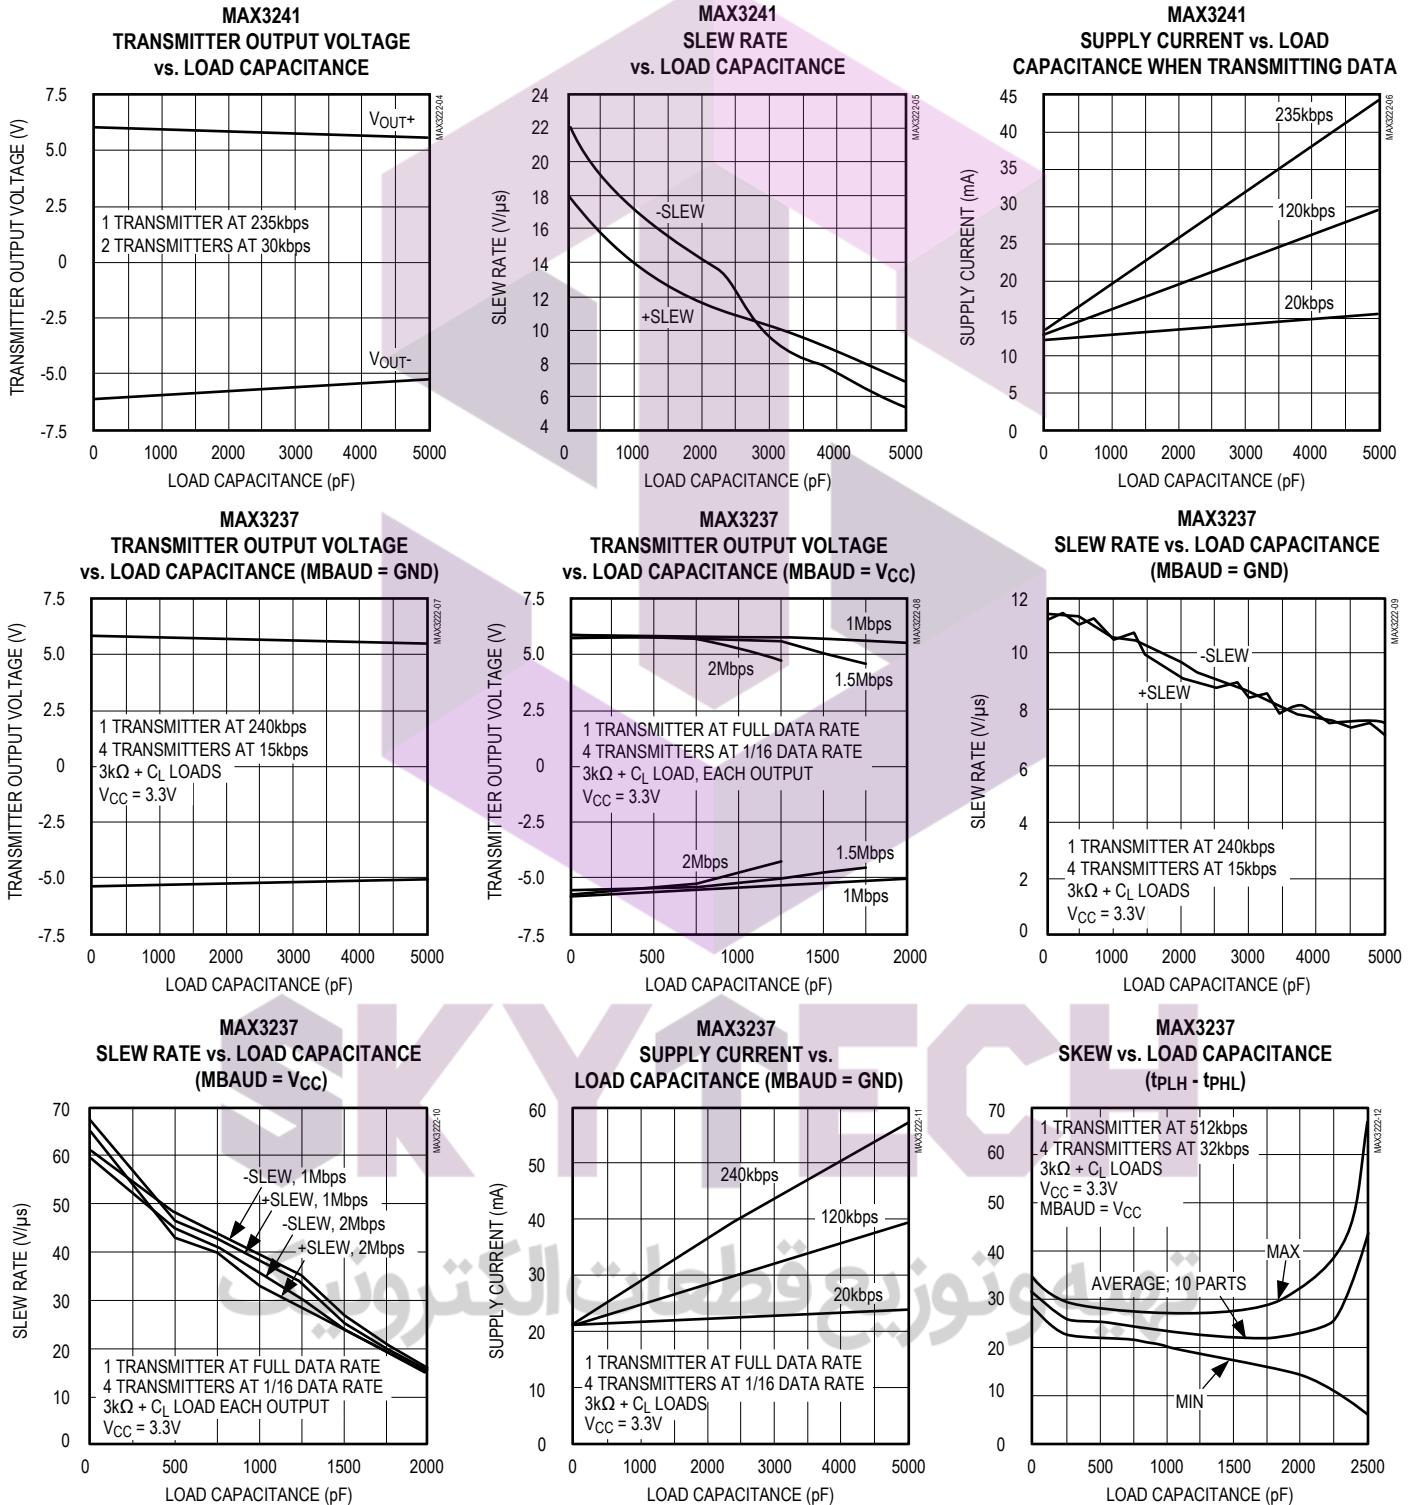 MAX3241
TRANSMITTER OUTPUT VOLTAGE
vs. LOAD CAPACITANCE
7.5
5.0
2.5
0
-2.5
-5.0
-7.5
TRANSMITTER OUTPUT VOLTAGE (V)
MAX3222-04
VOUT+
1 TRANSMITTER AT 235kbps
2 TRANSMITTERS AT 30kbps
VOUT-
0 1000 2000 3000 4000 5000
LOAD CAPACITANCE (pF)
MAX3241
SLEW RATE
vs. LOAD CAPACITANCE
24
22
20
18
16
14
12
10
8
6
4
SLEW RATE (V/μs)
MAX3222-05
-SLEW
+SLEW
0 1000 2000 3000 4000 5000
LOAD CAPACITANCE (pF)
MAX3241
SUPPLY CURRENT vs. LOAD
CAPACITANCE WHEN TRANSMITTING DATA
45
40
35
30
25
20
15
10
5
0
SUPPLY CURRENT (mA)
MAX3222-06
235kbps
120kbps
20kbps
0 1000 2000 3000 4000 5000
LOAD CAPACITANCE (pF)
MAX3237
TRANSMITTER OUTPUT VOLTAGE
vs. LOAD CAPACITANCE (MBAUD = GND)
7.5
5.0
2.5
0
-2.5
-5.0
-7.5
TRANSMITTER OUTPUT VOLTAGE (V)
MAX3222-07
1 TRANSMITTER AT 240kbps
4 TRANSMITTERS AT 15kbps
3kΩ + CL LOADS
VCC = 3.3V
0 1000 2000 3000 4000 5000
LOAD CAPACITANCE (pF)
MAX3237
TRANSMITTER OUTPUT VOLTAGE
vs. LOAD CAPACITANCE (MBAUD = VCC)
7.5
5.0
2.5
0
-2.5
-5.0
-7.5
TRANSMITTER OUTPUT VOLTAGE (V)
MAX3222-08
1Mbps
2Mbps
1.5Mbps
1 TRANSMITTER AT FULL DATA RATE
4 TRANSMITTERS AT 1/16 DATA RATE
3kΩ + CL LOAD, EACH OUTPUT
VCC = 3.3V
2Mbps
1.5Mbps
1Mbps
0 500 1000 1500 2000
LOAD CAPACITANCE (pF)
MAX3237
SLEW RATE vs. LOAD CAPACITANCE
(MBAUD = GND)
12
10
8
6
4
2
0
SLEW RATE (V/μs)
MAX3222-09
-SLEW
+SLEW
1 TRANSMITTER AT 240kbps
4 TRANSMITTERS AT 15kbps
3kΩ + CL LOADS
VCC = 3.3V
0 1000 2000 3000 4000 5000
LOAD CAPACITANCE (pF)
SKYTECH
تهیه و توزیع قطعات الکترونیک
MAX3237
SLEW RATE vs. LOAD CAPACITANCE
(MBAUD = VCC)
70
60
50
40
30
20
10
0
SLEW RATE (V/μs)
MAX3222-10
-SLEW, 1Mbps
+SLEW, 1Mbps
-SLEW, 2Mbps
+SLEW, 2Mbps
1 TRANSMITTER AT FULL DATA RATE
4 TRANSMITTERS AT 1/16 DATA RATE
3kΩ + CL LOAD EACH OUTPUT
VCC = 3.3V
0 500 1000 1500 2000
LOAD CAPACITANCE (pF)
MAX3237
SUPPLY CURRENT vs.
LOAD CAPACITANCE (MBAUD = GND)
60
50
40
30
20
10
0
SUPPLY CURRENT (mA)
MAX3222-11
240kbps
120kbps
20kbps
1 TRANSMITTER AT FULL DATA RATE
4 TRANSMITTERS AT 1/16 DATA RATE
3kΩ + CL LOADS
VCC = 3.3V
0 1000 2000 3000 4000 5000
LOAD CAPACITANCE (pF)
MAX3237
SKEW vs. LOAD CAPACITANCE
(tPLH - tPHL)
70
60
50
40
30
20
10
0
MAX3222-12
1 TRANSMITTER AT 512kbps
4 TRANSMITTERS AT 32kbps
3kΩ + CL LOADS
VCC = 3.3V
MBAUD = VCC
MAX
AVERAGE; 10 PARTS
MIN
0 500 1000 1500 2000 2500
LOAD CAPACITANCE (pF)